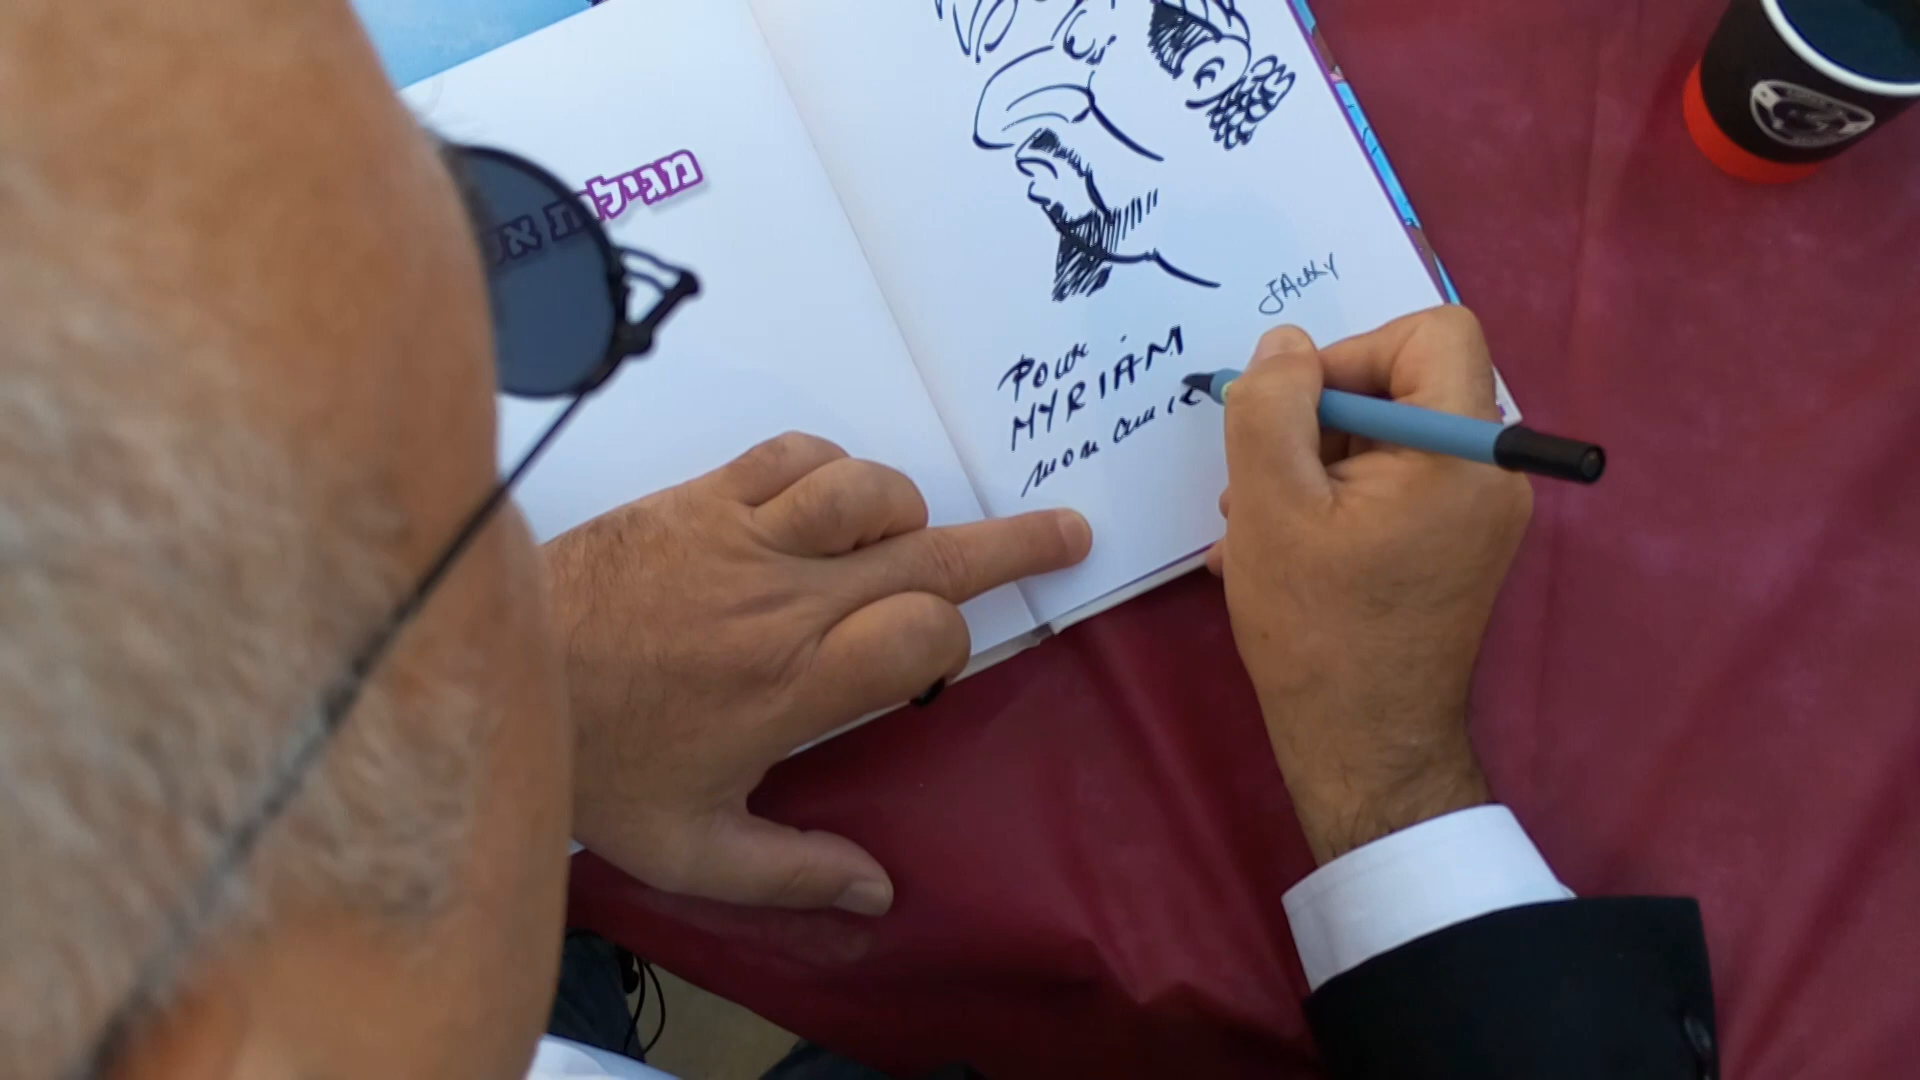 מגילת
JAcky
Pour
MYRIAM
mon amie